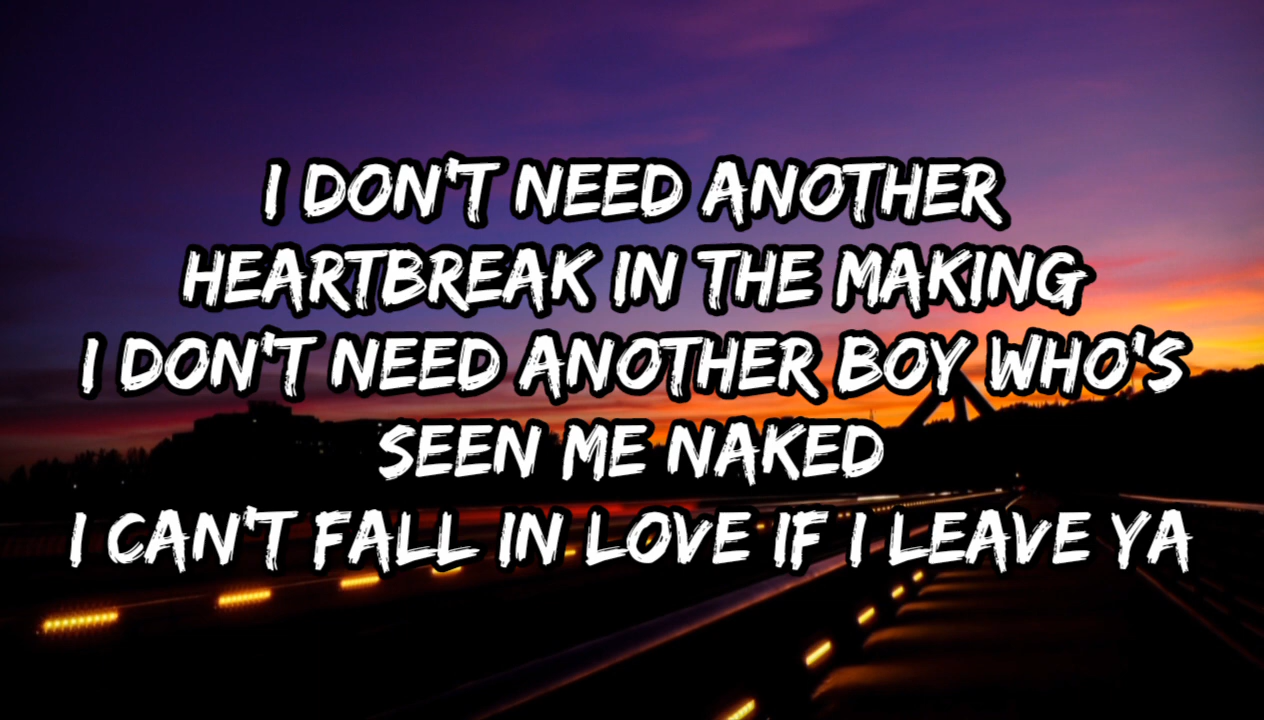 I DON'T NEED ANOTHER
HEARTBREAK IN THE MAKING
I DON'T NEED ANOTHER BOY WHO'S
SEEN ME NAKED
I CAN'T FALL IN LOVE IF I LEAVE YA